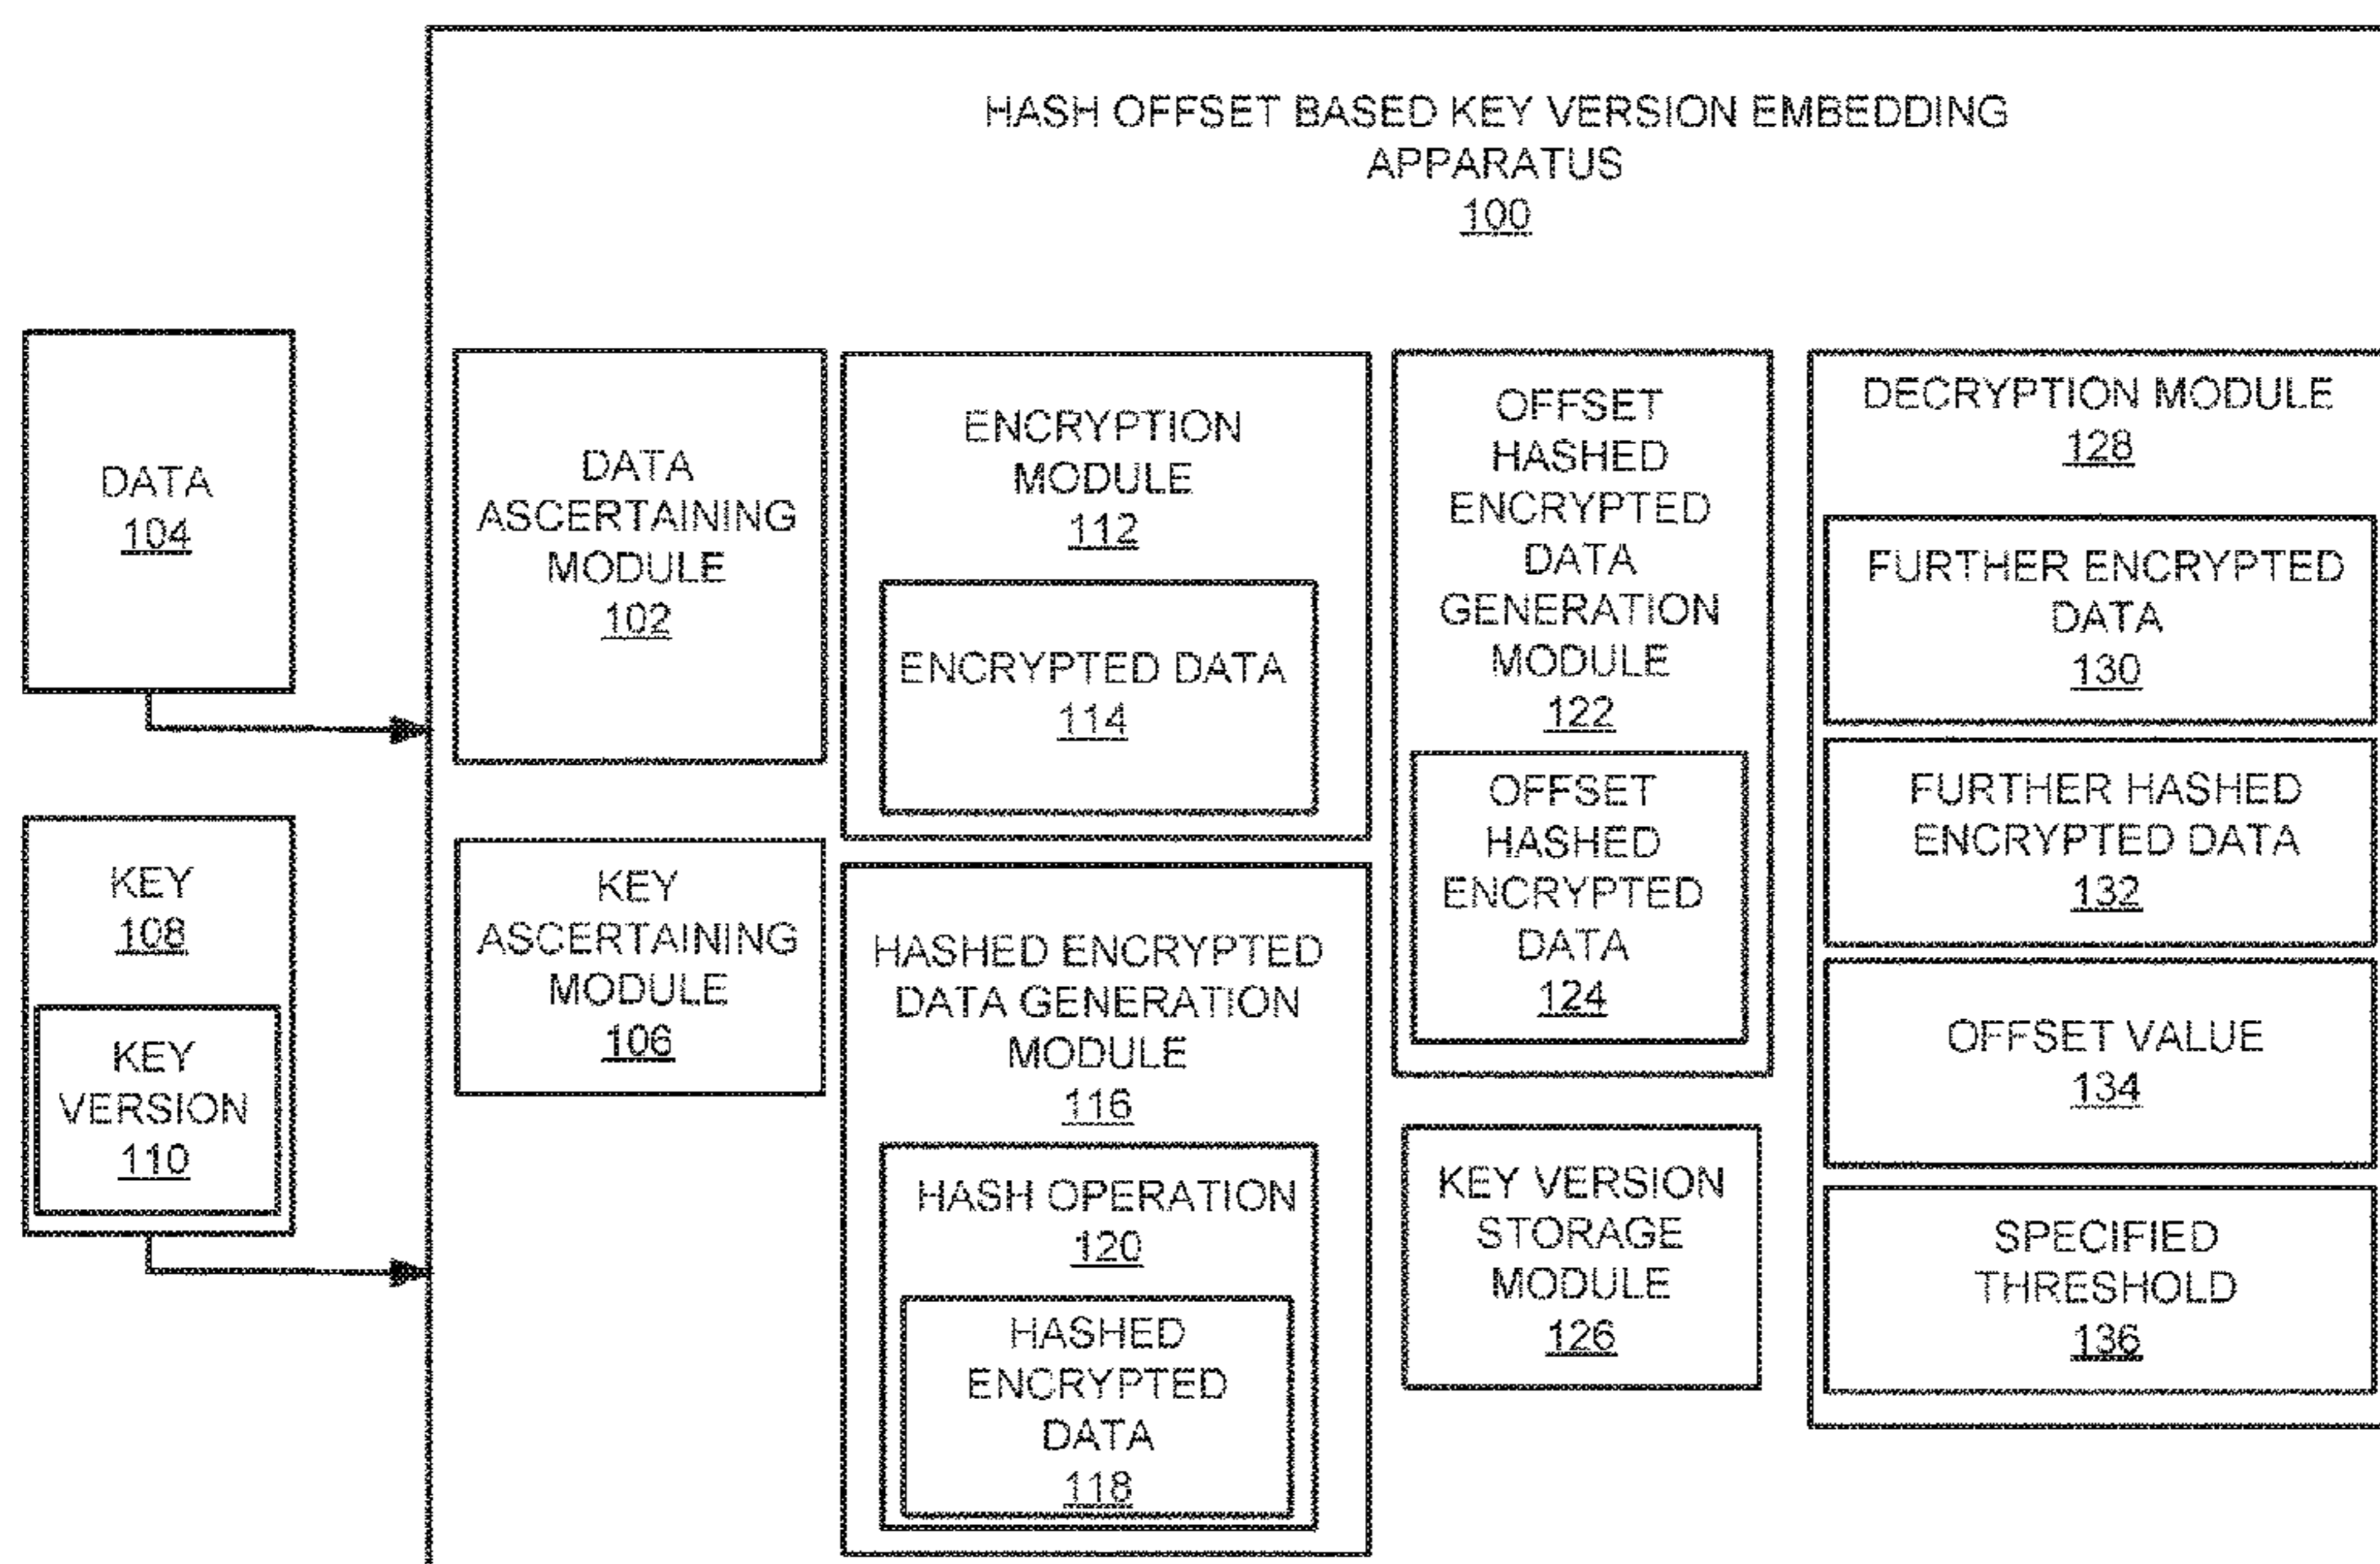 HASH OFFSET BASED KEY VERSION EMBEDDING
APPARATUS
100
DATA
104
KEY
108
KEY
VERSION
110
DATA
ASCERTAINING
MODULE
102
KEY
ASCERTAINING
MODULE
106
ENCRYPTION
MODULE
112
ENCRYPTED DATA
114
HASHED ENCRYPTED
DATA GENERATION
MODULE
116
HASH OPERATION
120
HASHED
ENCRYPTED
DATA
118
OFFSET
HASHED
ENCRYPTED
DATA
GENERATION
MODULE
122
OFFSET
HASHED
ENCRYPTED
DATA
124
KEY VERSION
STORAGE
MODULE
126
DECRYPTION MODULE
128
FURTHER ENCRYPTED
DATA
130
FURTHER HASHED
ENCRYPTED DATA
132
OFFSET VALUE
134
SPECIFIED
THRESHOLD
136